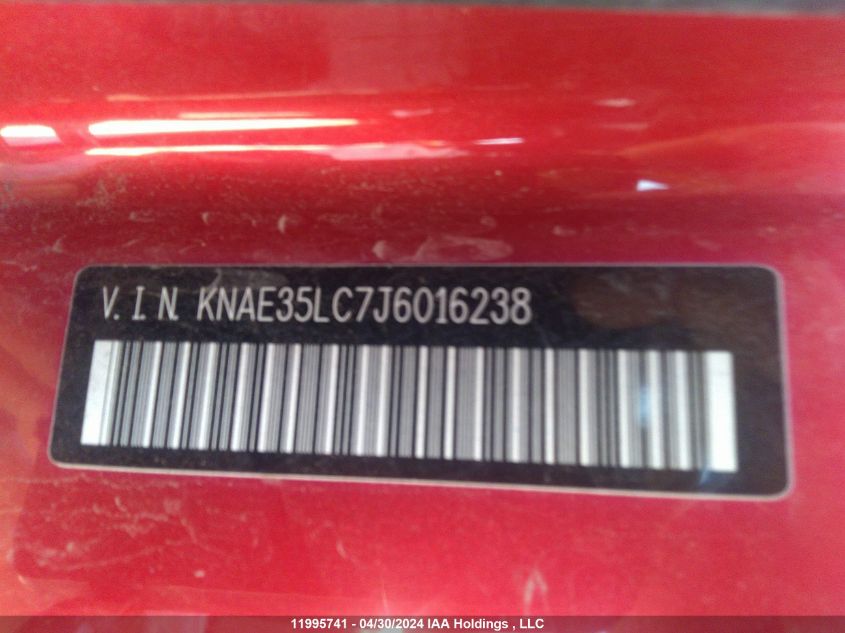 V.I.N. KNAE35LC7J6016238
11995741 - 04/30/2024 IAA Holdings , LLC